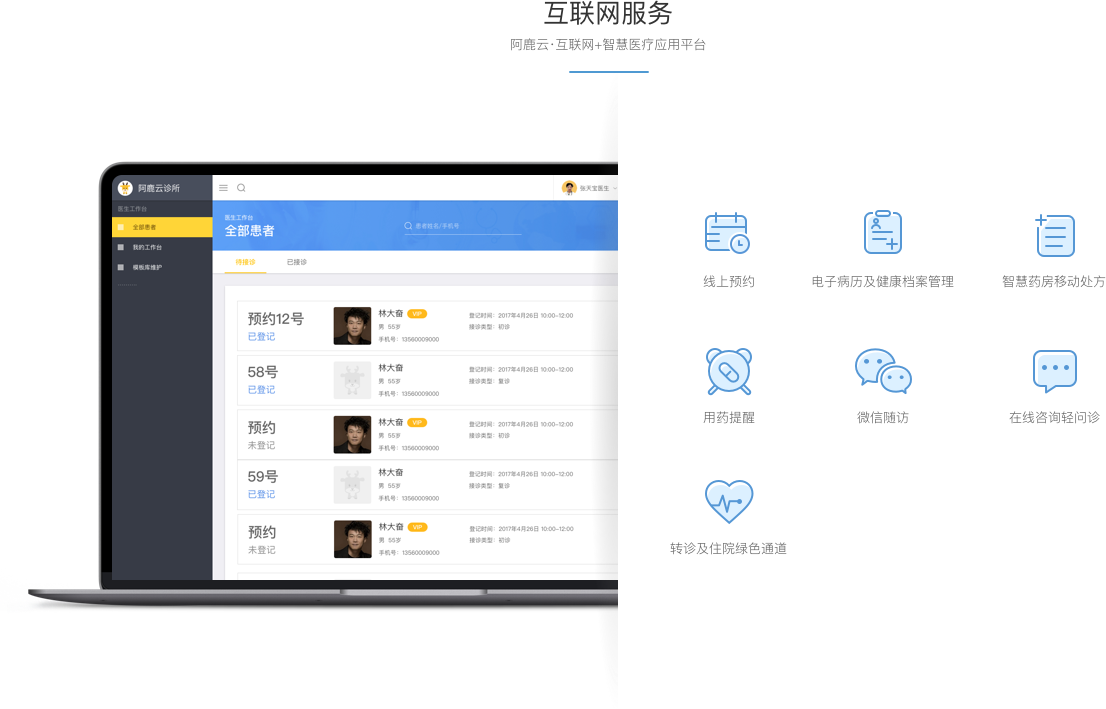 互联网服务
阿鹿云·互联网+智慧医疗应用平台
阿鹿云诊所
张天宝医生
医生工作台
全部患者
我的工作台
模板库维护
医生工作台
全部患者
患者姓名/手机号
待接诊
已接诊
预约12号
已登记
林大奋 VIP
男 55岁
手机号：13560009000
登记时间：2017年4月26日 10:00~12:00
接诊类型：初诊
58号
已登记
林大奋
男 55岁
手机号：13560009000
登记时间：2017年4月26日 10:00~12:00
接诊类型：复诊
预约
未登记
林大奋 VIP
男 55岁
手机号：13560009000
登记时间：2017年4月26日 10:00~12:00
接诊类型：初诊
59号
已登记
林大奋
男 55岁
手机号：13560009000
登记时间：2017年4月26日 10:00~12:00
接诊类型：复诊
预约
未登记
林大奋 VIP
男 55岁
手机号：13560009000
登记时间：2017年4月26日 10:00~12:00
接诊类型：初诊
线上预约
电子病历及健康档案管理
智慧药房移动处方
用药提醒
微信随访
在线咨询轻问诊
转诊及住院绿色通道